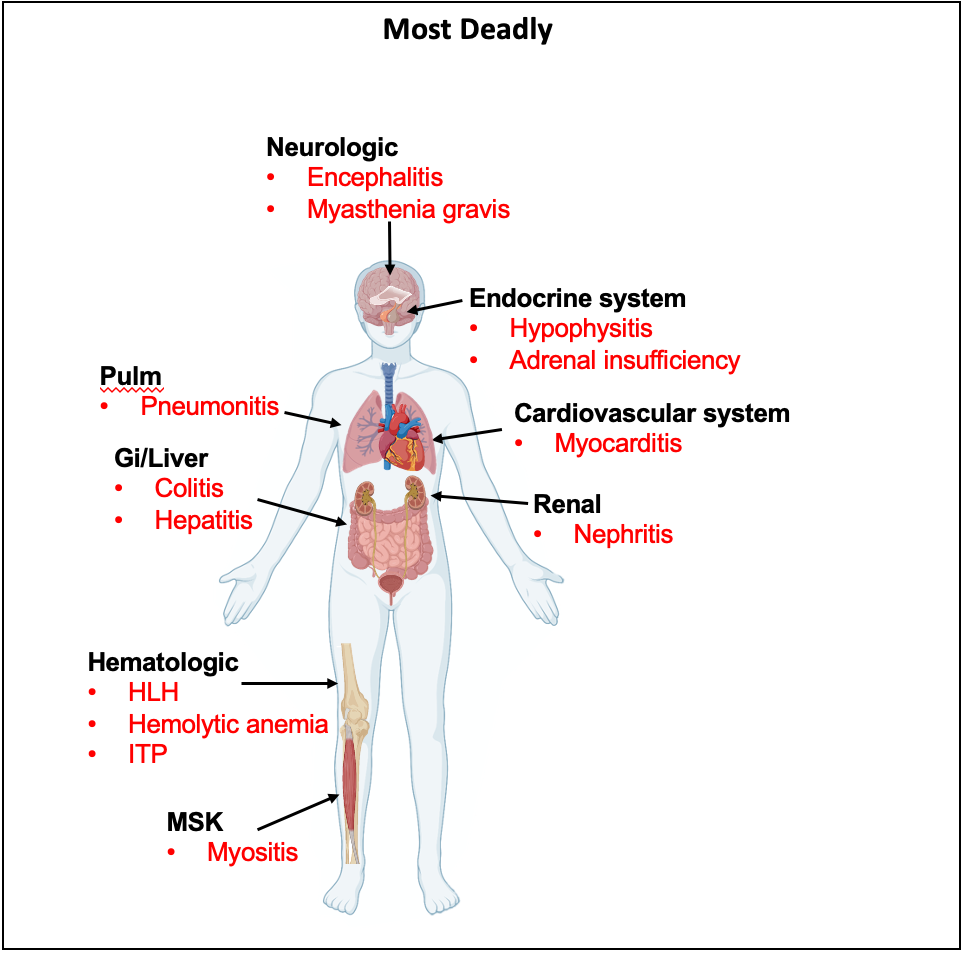 Most Deadly
Neurologic
• Encephalitis
• Myasthenia gravis
Endocrine system
• Hypophysitis
• Adrenal insufficiency
Pulm
• Pneumonitis
Cardiovascular system
• Myocarditis
Gi/Liver
• Colitis
• Hepatitis
Renal
• Nephritis
Hematologic
• HLH
• Hemolytic anemia
• ITP
MSK
• Myositis